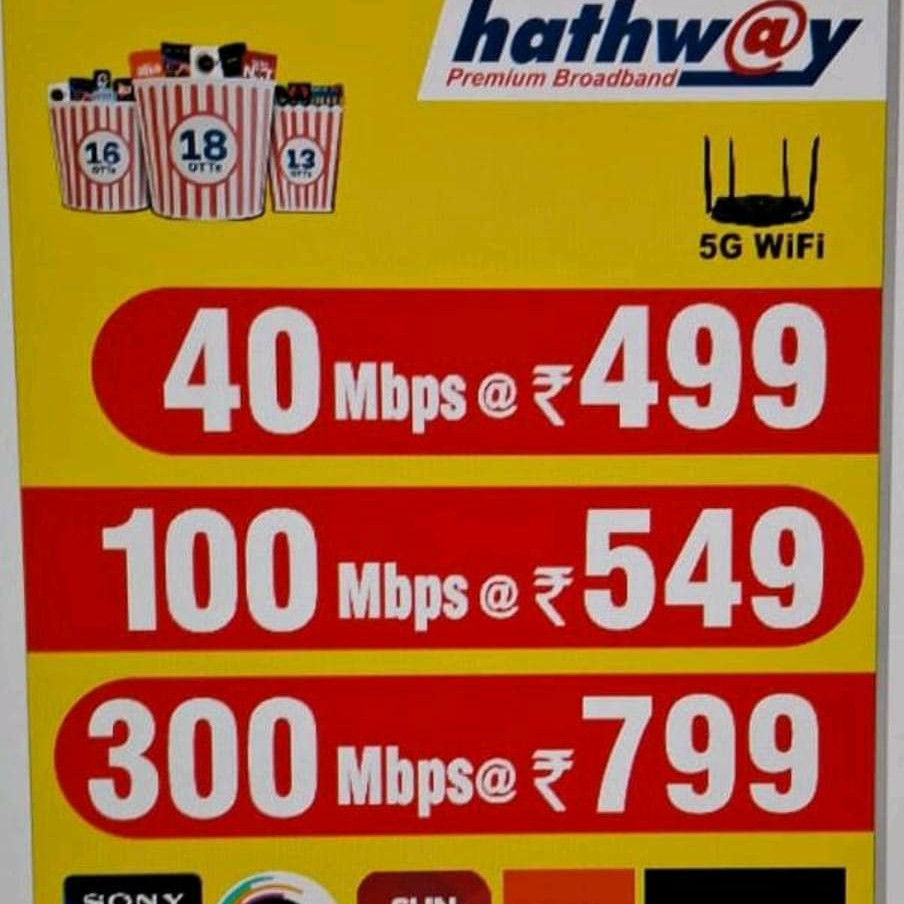 hathw@y
Premium Broadband
16
OTTs
18
OTTs
13
OTTs
5G WiFi
40 Mbps @ ₹499
100 Mbps @ ₹549
300 Mbps@ ₹799
SONY
SUN